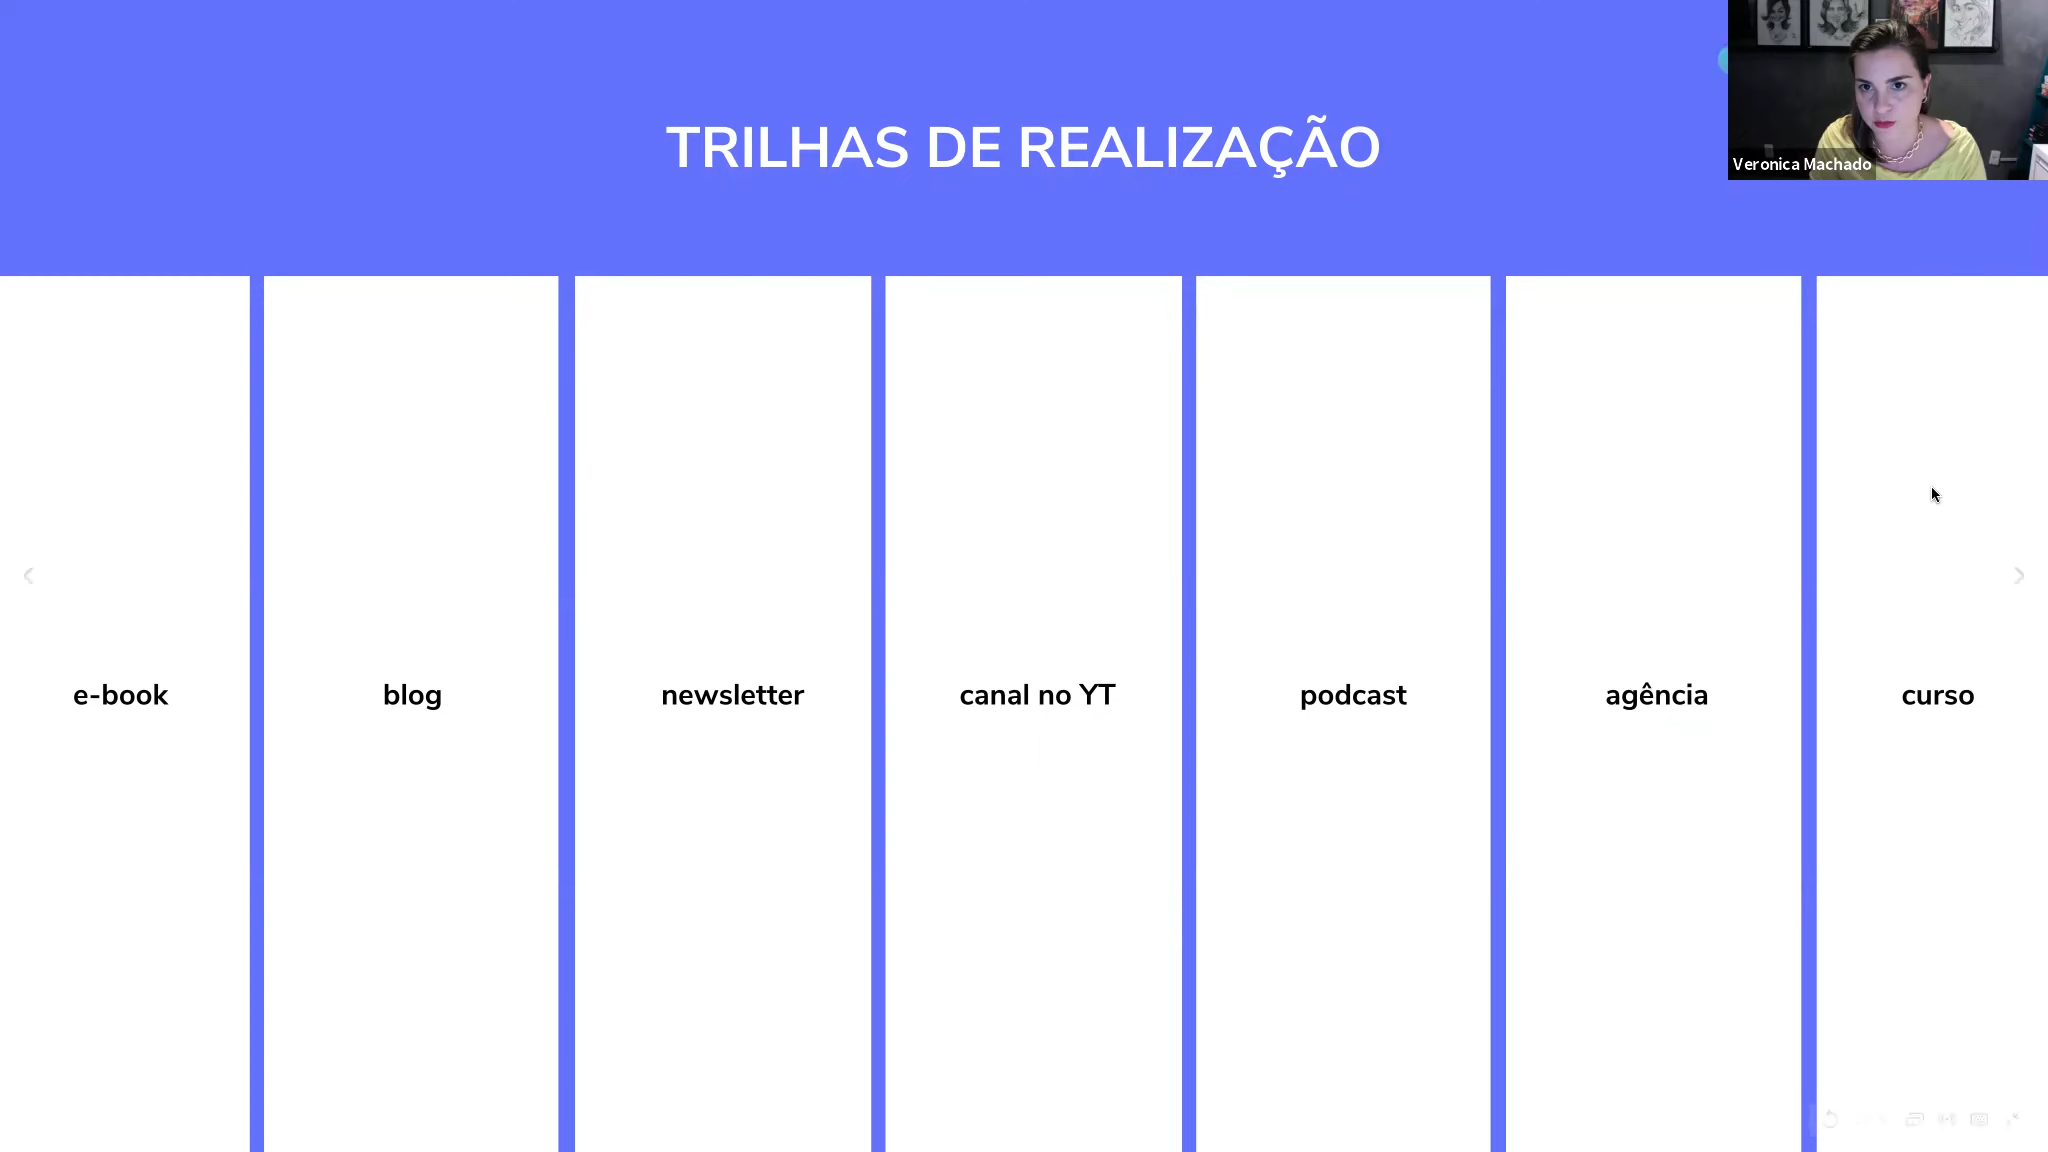 TRILHAS DE REALIZAÇÃO
Veronica Machado
e-book
blog
newsletter
canal no YT
podcast
agência
curso